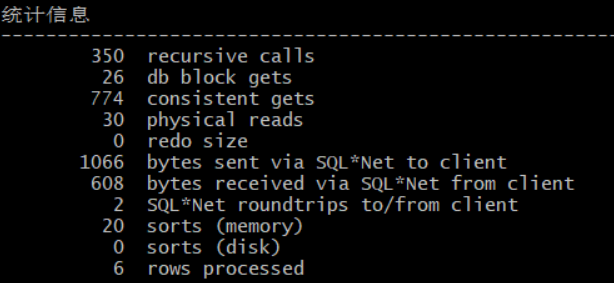 统计信息
----------------------------------------------------------
350 recursive calls
26 db block gets
774 consistent gets
30 physical reads
0 redo size
1066 bytes sent via SQL*Net to client
608 bytes received via SQL*Net from client
2 SQL*Net roundtrips to/from client
20 sorts (memory)
0 sorts (disk)
6 rows processed